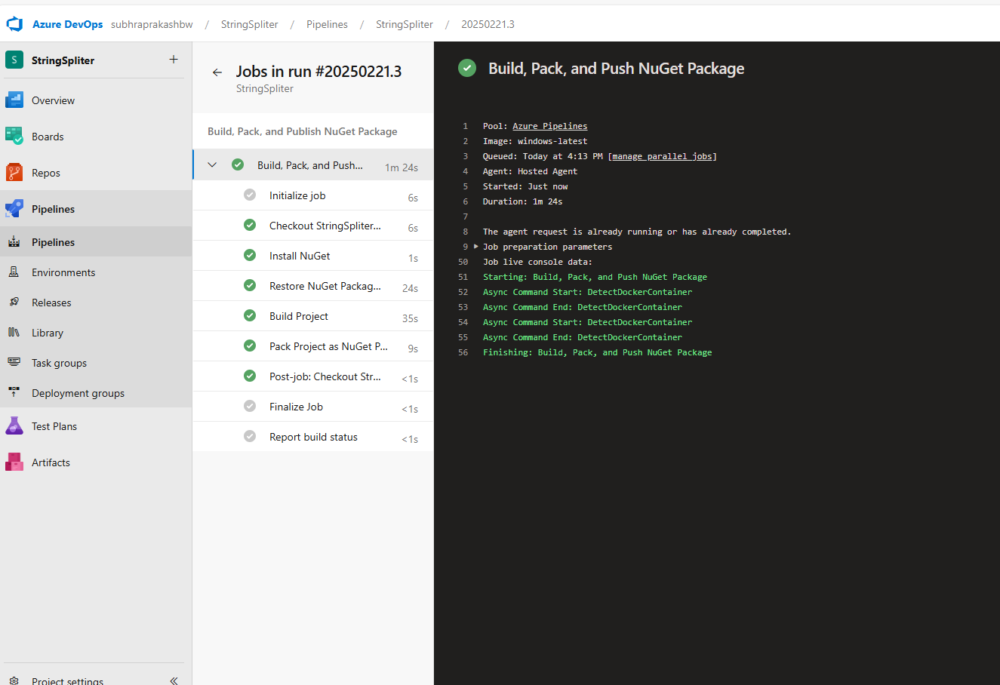 Azure DevOps subhraprakashbw / StringSpliter / Pipelines / StringSpliter / 20250221.3
S StringSpliter +
Overview
Boards
Repos
Pipelines
Pipelines
Environments
Releases
Library
Task groups
Deployment groups
Test Plans
Artifacts
Project settings
Jobs in run #20250221.3
StringSpliter
Build, Pack, and Publish NuGet Package
Build, Pack, and Push... 1m 24s
Initialize job 6s
Checkout StringSpliter... 6s
Install NuGet 1s
Restore NuGet Packag... 24s
Build Project 35s
Pack Project as NuGet P... 9s
Post-job: Checkout Str... <1s
Finalize Job <1s
Report build status <1s
Build, Pack, and Push NuGet Package
1 Pool: Azure Pipelines
2 Image: windows-latest
3 Queued: Today at 4:13 PM [manage parallel jobs]
4 Agent: Hosted Agent
5 Started: Just now
6 Duration: 1m 24s
7
8 The agent request is already running or has already completed.
9 Job preparation parameters
50 Job live console data:
51 Starting: Build, Pack, and Push NuGet Package
52 Async Command Start: DetectDockerContainer
53 Async Command End: DetectDockerContainer
54 Async Command Start: DetectDockerContainer
55 Async Command End: DetectDockerContainer
56 Finishing: Build, Pack, and Push NuGet Package